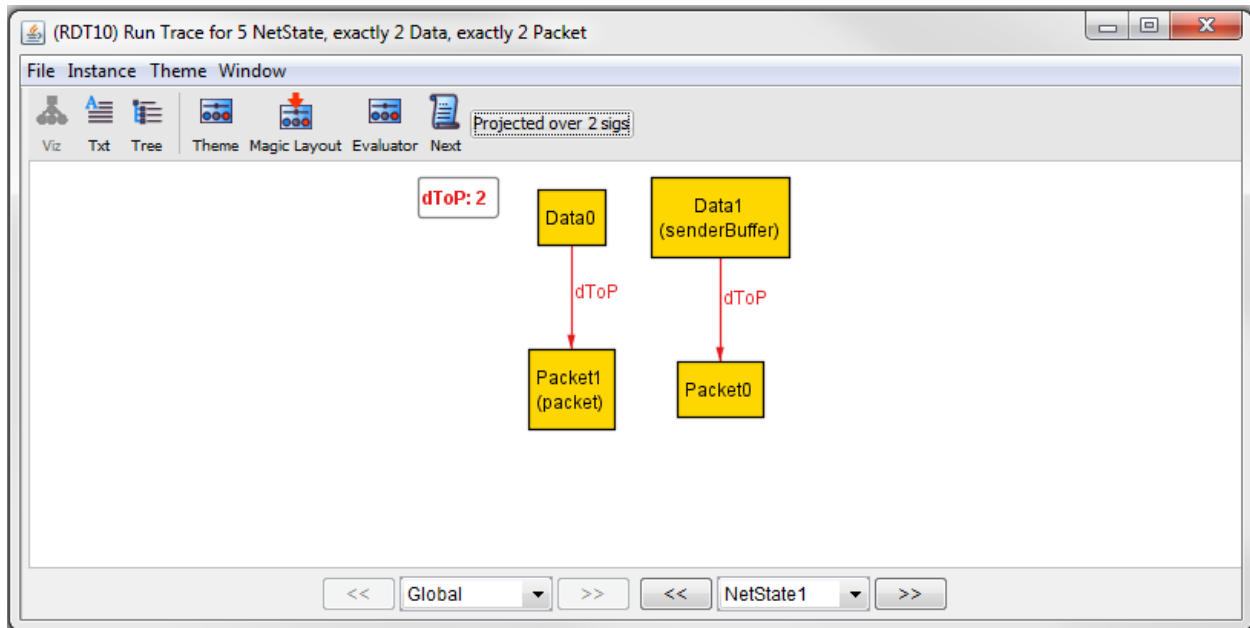 (RDT10) Run Trace for 5 NetState, exactly 2 Data, exactly 2 Packet
File Instance Theme Window
Viz Txt Tree Theme Magic Layout Evaluator Next Projected over 2 sigs
dToP: 2
Data0
Data1
(senderBuffer)
dToP
dToP
Packet1
(packet)
Packet0
<< Global >> << NetState1 >>